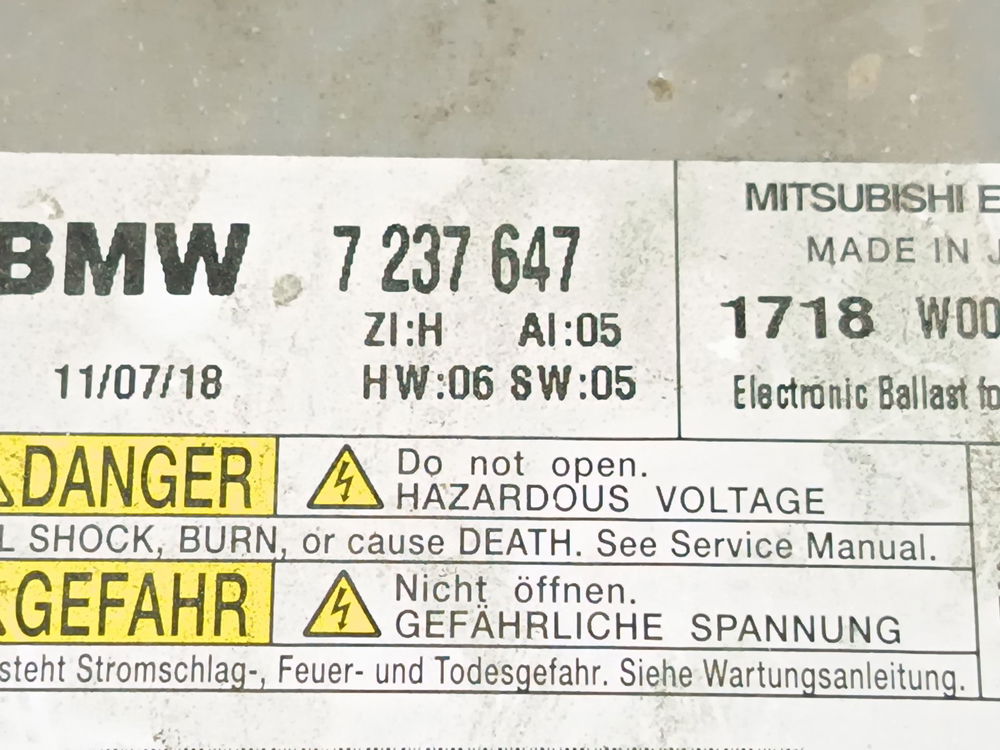 BMW 7 237 647
ZI:H AI:05
11/07/18 HW:06 SW:05
MITSUBISHI E
MADE IN J
1718 W00
Electronic Ballast fo
DANGER
Do not open.
HAZARDOUS VOLTAGE
L SHOCK, BURN, or cause DEATH. See Service Manual.
GEFAHR
Nicht öffnen.
GEFÄHRLICHE SPANNUNG
steht Stromschlag-, Feuer- und Todesgefahr. Siehe Wartungsanleitung.